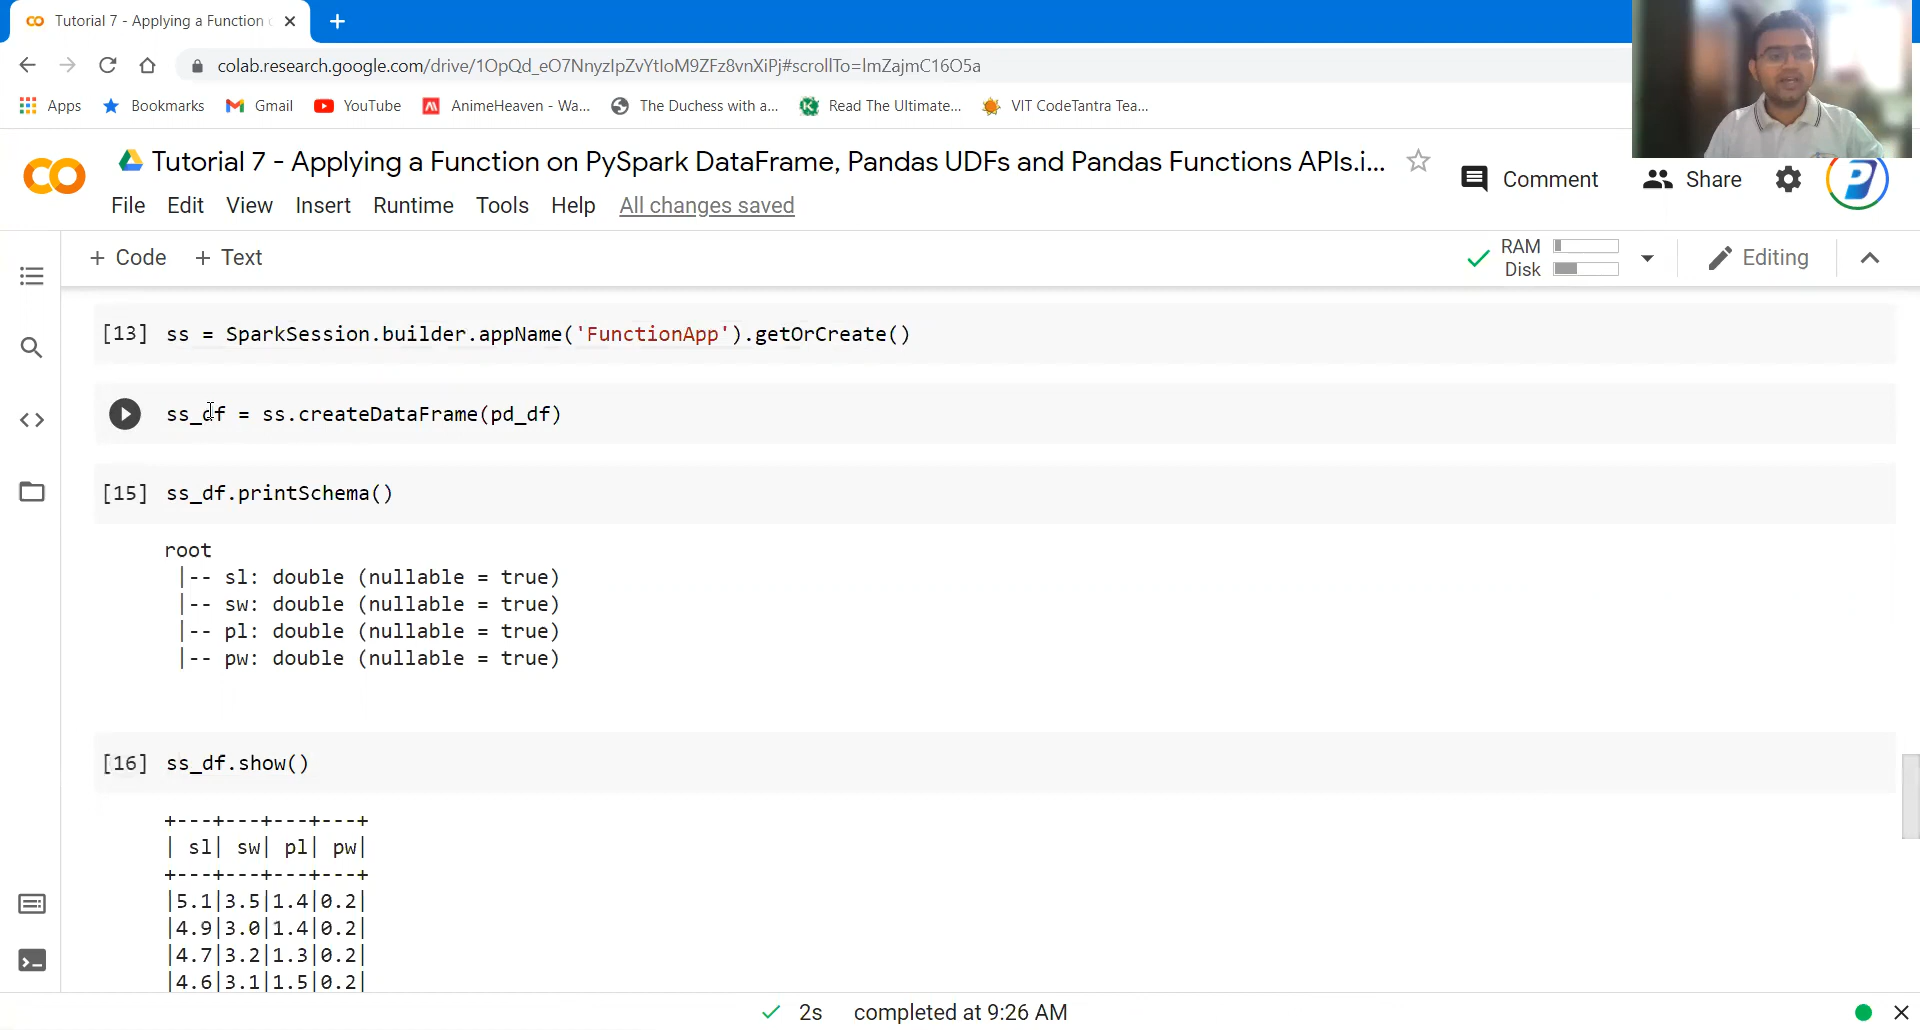 Tutorial 7 - Applying a Function
colab.research.google.com/drive/1OpQd_eO7NnyzIpZvYtIoM9ZFz8vnXiPj#scrollTo=lmZajmC16O5a
Apps Bookmarks Gmail YouTube AnimeHeaven - Wa... The Duchess with a... Read The Ultimate... VIT CodeTantra Tea...
Tutorial 7 - Applying a Function on PySpark DataFrame, Pandas UDFs and Pandas Functions APIs.i...
Comment Share
File Edit View Insert Runtime Tools Help All changes saved
+ Code + Text
RAM
Disk
Editing
[13] ss = SparkSession.builder.appName('FunctionApp').getOrCreate()
ss_df = ss.createDataFrame(pd_df)
[15] ss_df.printSchema()
root
|-- sl: double (nullable = true)
|-- sw: double (nullable = true)
|-- pl: double (nullable = true)
|-- pw: double (nullable = true)
[16] ss_df.show()
+---+---+---+---+
| sl| sw| pl| pw|
+---+---+---+---+
|5.1|3.5|1.4|0.2|
|4.9|3.0|1.4|0.2|
|4.7|3.2|1.3|0.2|
|4.6|3.1|1.5|0.2|
2s completed at 9:26 AM